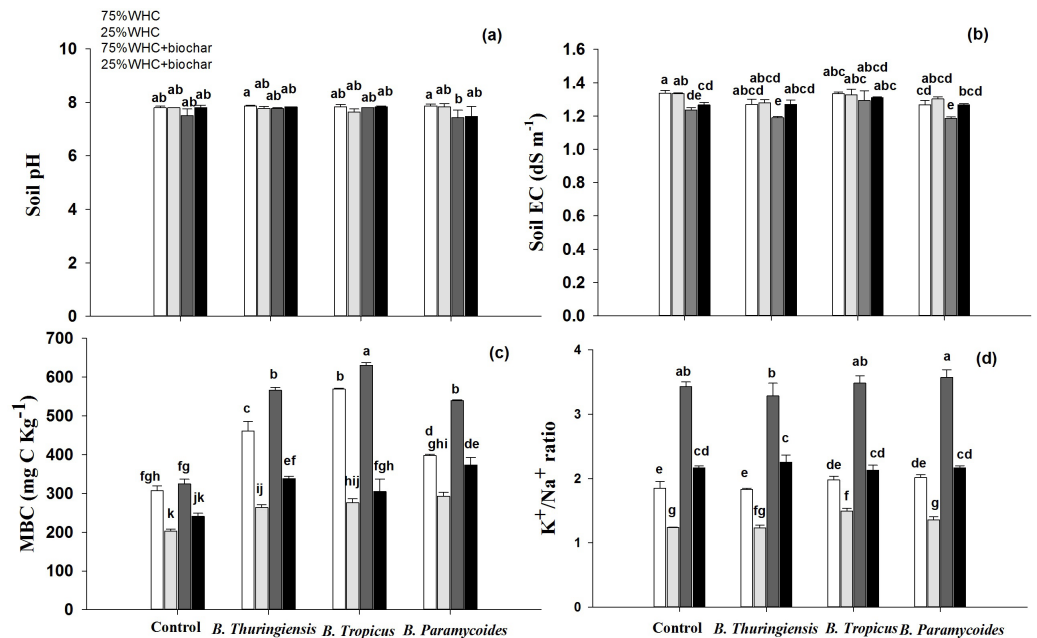 75%WHC
25%WHC
75%WHC+biochar
25%WHC+biochar
(a)
Soil pH
10
8
6
4
2
0
ab ab ab ab
a ab ab ab
ab ab ab ab
a ab b ab
(b)
Soil EC (dS m-1)
1.6
1.4
1.2
1.0
0.8
0.6
0.4
0.2
0.0
a ab de cd
abcd abcd e abcd
abc abc abcd abc
cd abcd e bcd
(c)
MBC (mg C Kg-1)
700
600
500
400
300
200
100
0
fgh k fg jk
c ij b ef
b hij a fgh
d ghi b de
Control B. Thuringiensis B. Tropicus B. Paramycoides
(d)
K+/Na+ ratio
4
3
2
1
0
e g ab cd
e fg b c
de f ab cd
de g a cd
Control B. Thuringiensis B. Tropicus B. Paramycoides